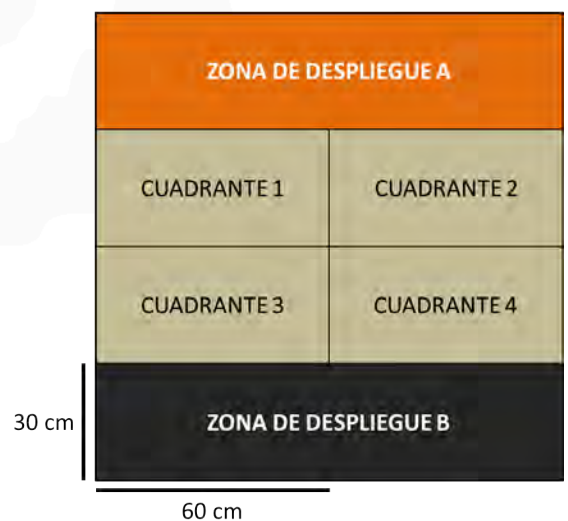 ZONA DE DESPLIEGUE A
CUADRANTE 1
CUADRANTE 2
CUADRANTE 3
CUADRANTE 4
30 cm
ZONA DE DESPLIEGUE B
60 cm